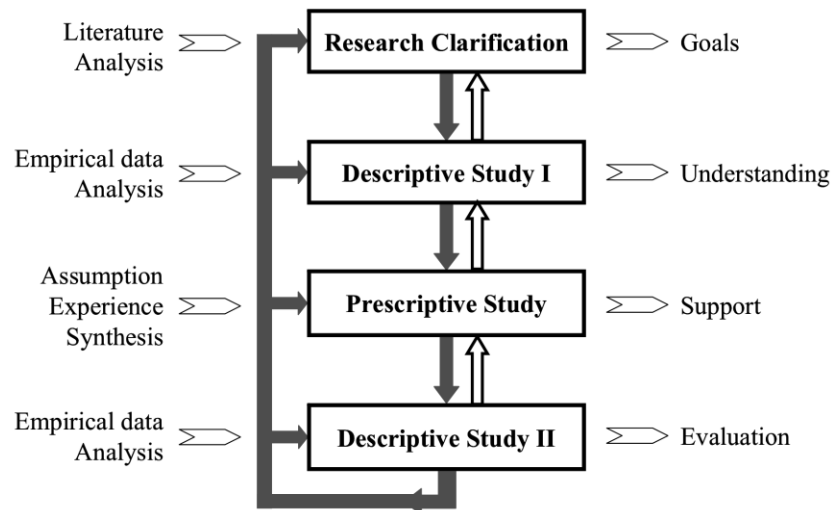 Literature
Analysis
Research Clarification
Goals
Empirical data
Analysis
Descriptive Study I
Understanding
Assumption
Experience
Synthesis
Prescriptive Study
Support
Empirical data
Analysis
Descriptive Study II
Evaluation